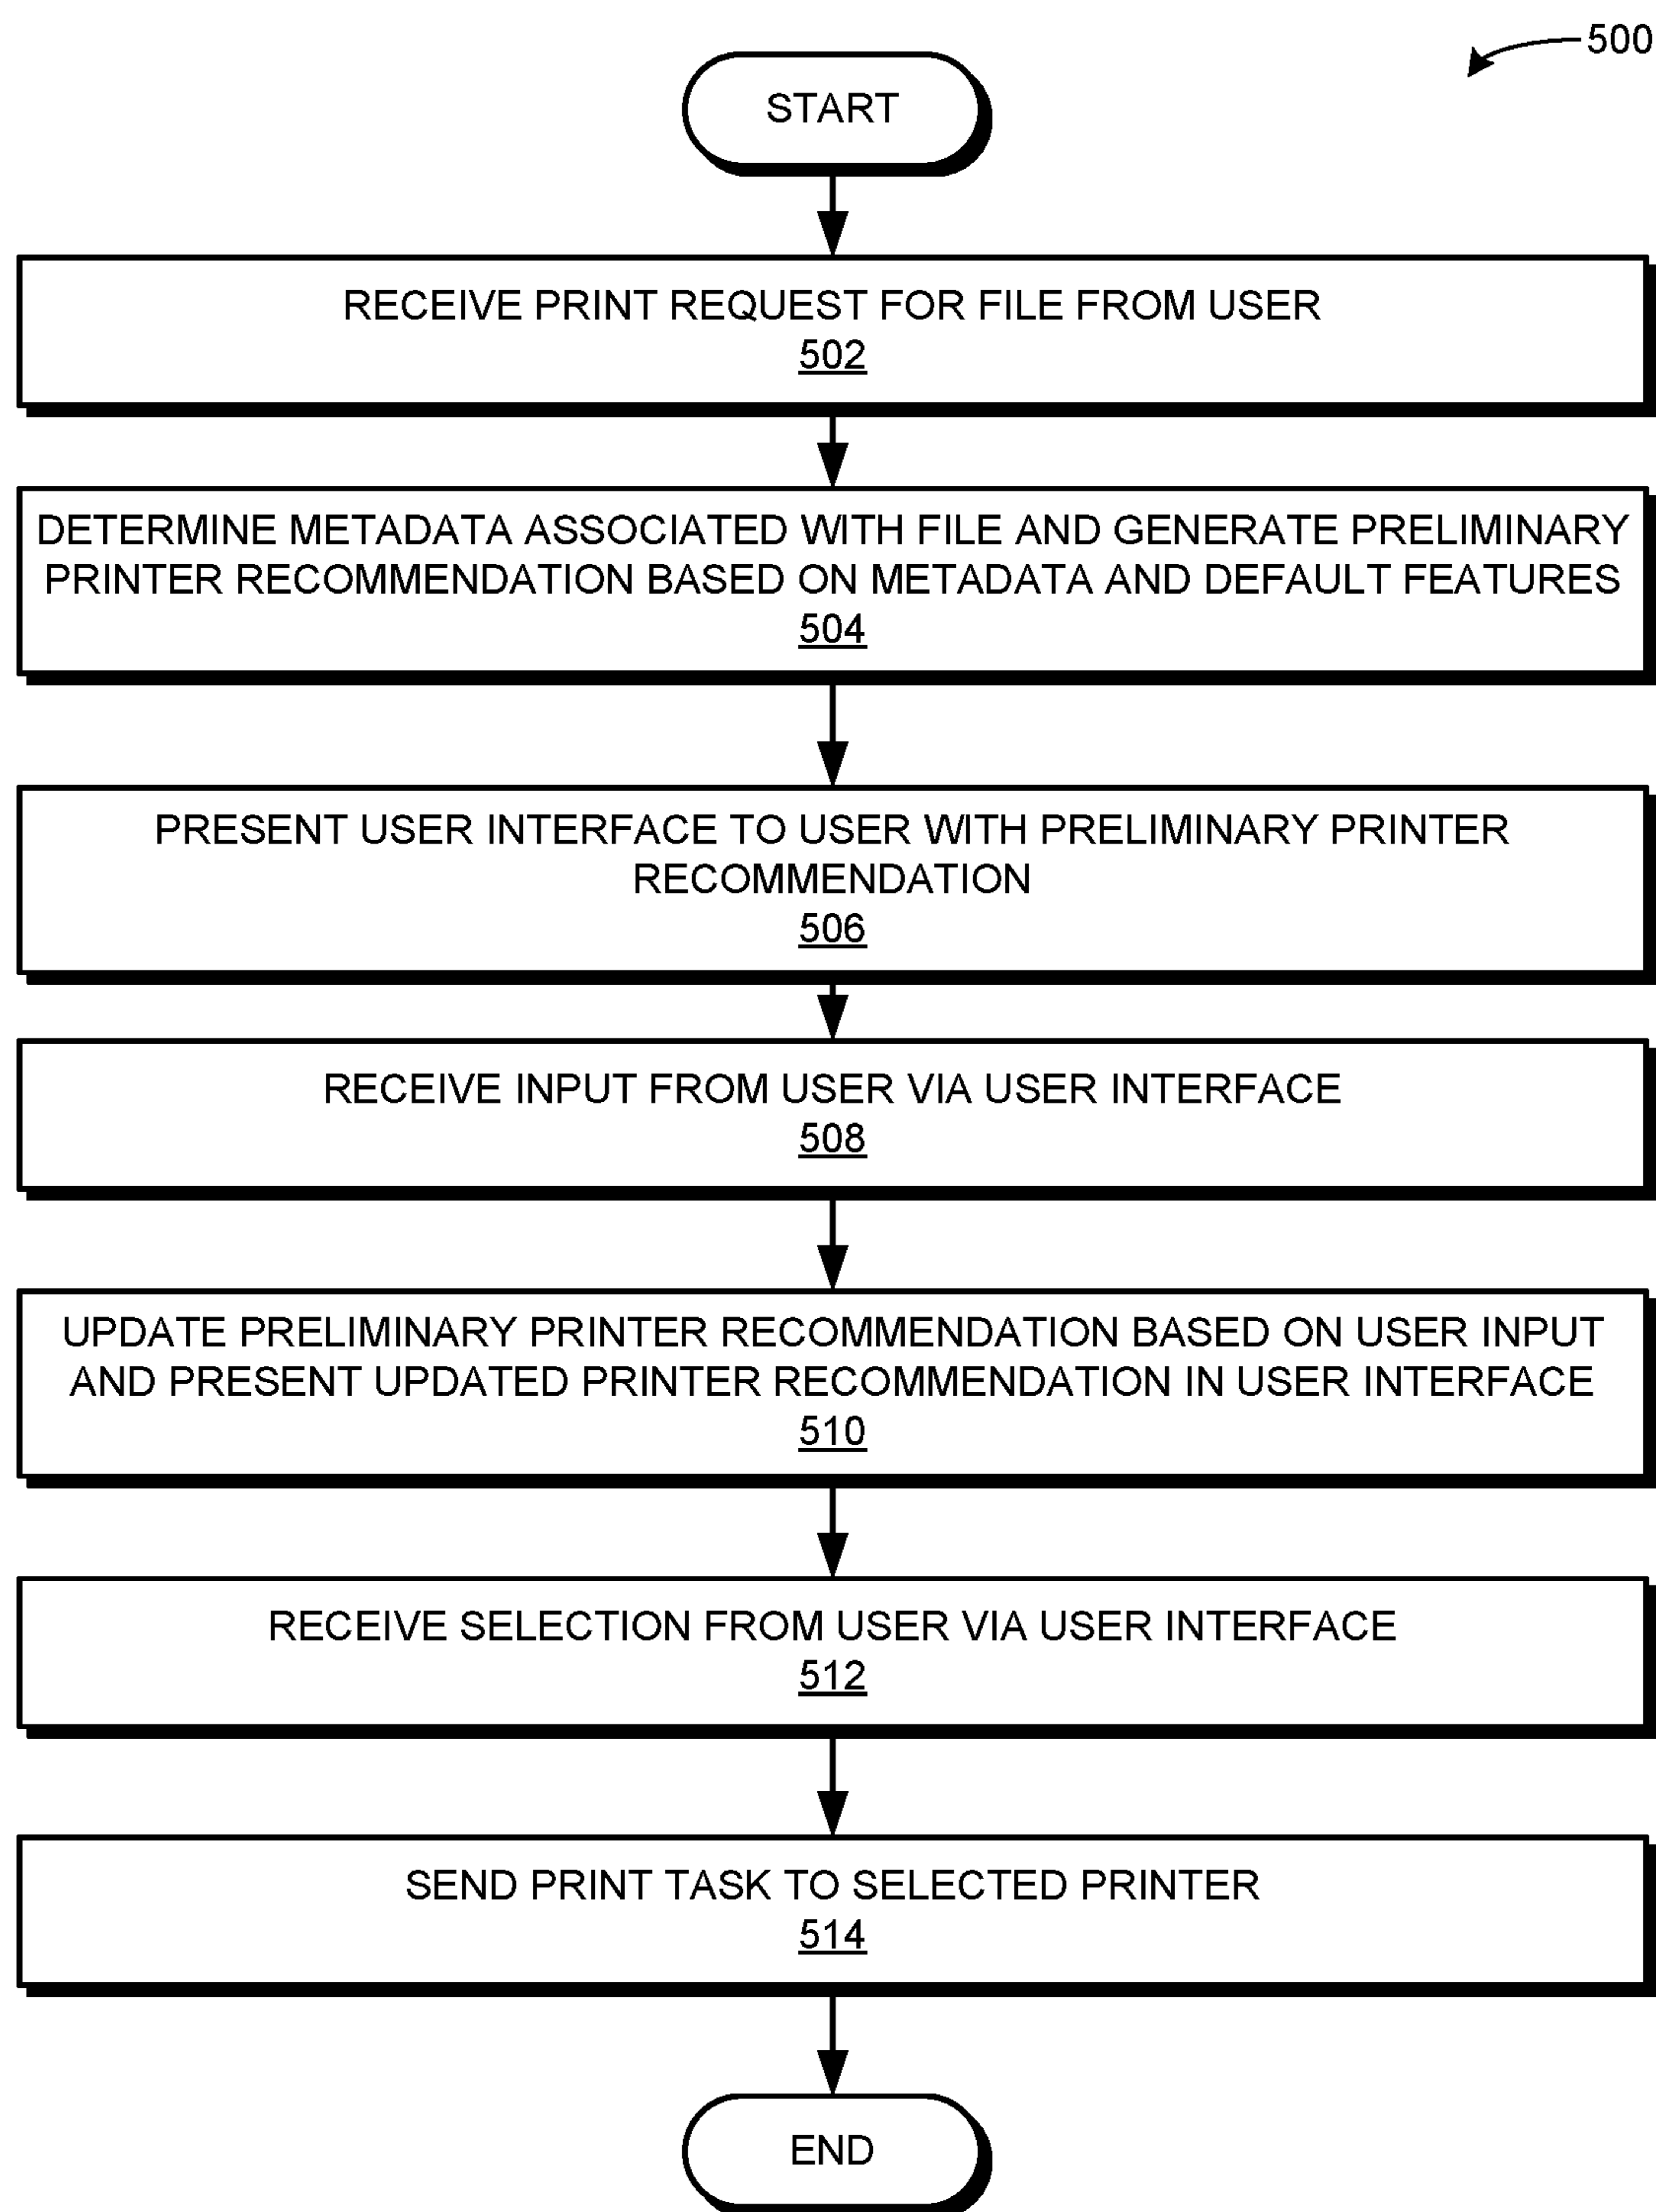 500
START
RECEIVE PRINT REQUEST FOR FILE FROM USER
502
DETERMINE METADATA ASSOCIATED WITH FILE AND GENERATE PRELIMINARY
PRINTER RECOMMENDATION BASED ON METADATA AND DEFAULT FEATURES
504
PRESENT USER INTERFACE TO USER WITH PRELIMINARY PRINTER
RECOMMENDATION
506
RECEIVE INPUT FROM USER VIA USER INTERFACE
508
UPDATE PRELIMINARY PRINTER RECOMMENDATION BASED ON USER INPUT
AND PRESENT UPDATED PRINTER RECOMMENDATION IN USER INTERFACE
510
RECEIVE SELECTION FROM USER VIA USER INTERFACE
512
SEND PRINT TASK TO SELECTED PRINTER
514
END